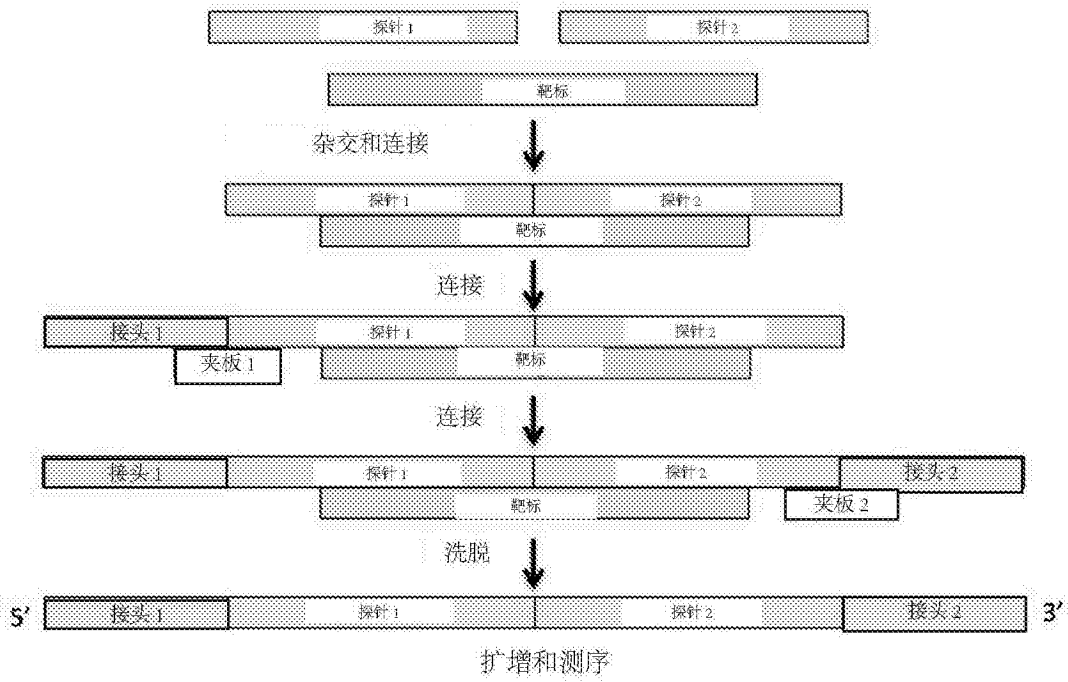 探针 1 探针 2
靶标
杂交和连接
探针 1 探针 2
靶标
连接
接头 1 探针 1 探针 2
夹板 1 靶标
连接
接头 1 探针 1 探针 2 接头 2
靶标 夹板 2
洗脱
5′ 接头 1 探针 1 探针 2 接头 2 3′
扩增和测序